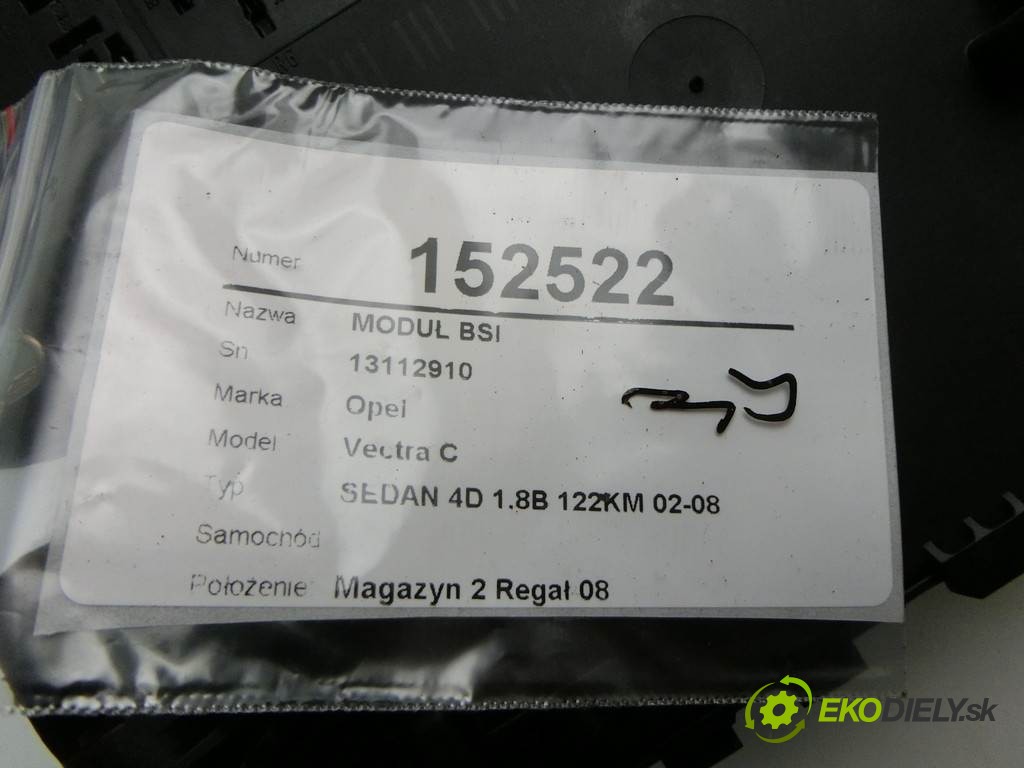 Numer 152522
Nazwa MODUŁ BSI
Sn 13112910
Marka Opel
Model Vectra C
Typ SEDAN 4D 1.8B 122KM 02-08
Samochód
Położenie Magazyn 2 Regał 08
EKODIELY.sk